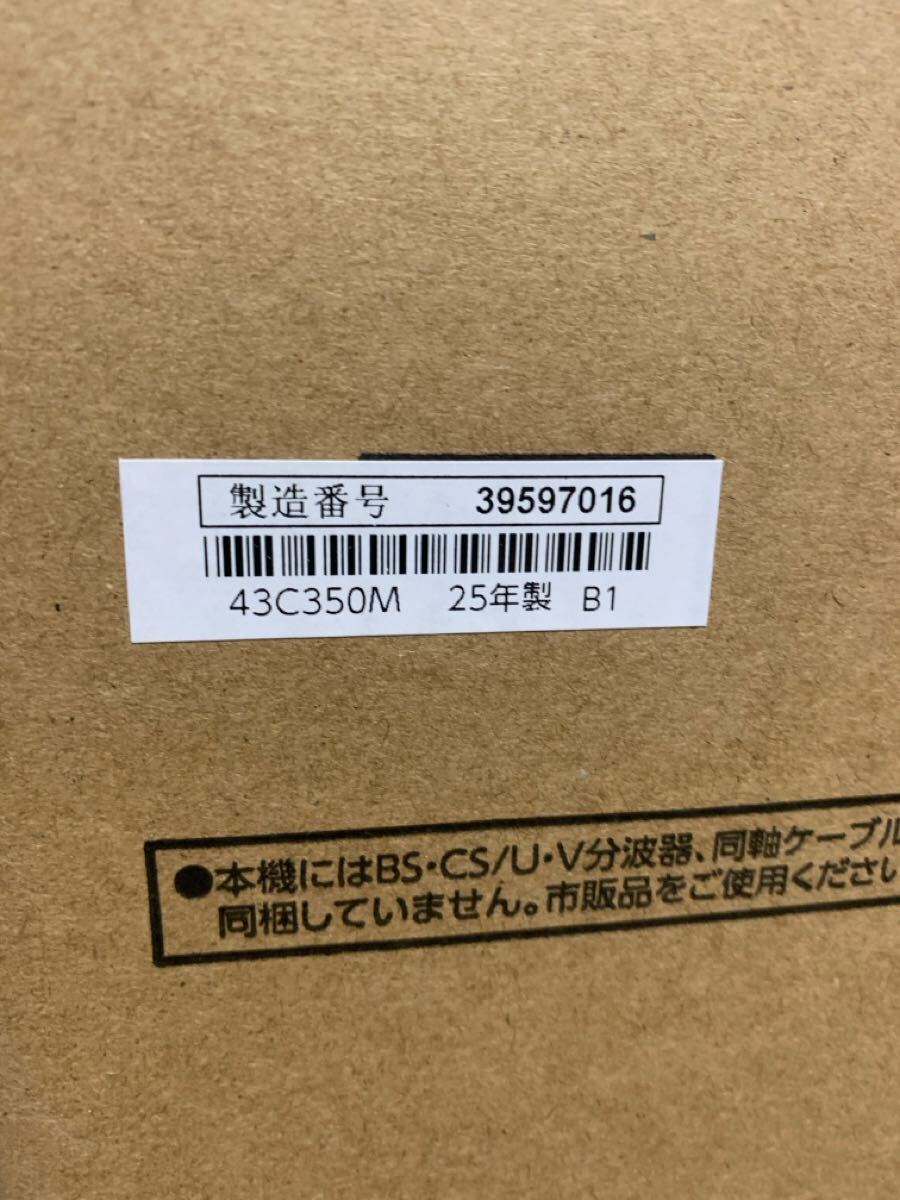 製造番号 39597016
43C350M 25年製 B1
●本機にはBS・CS/U・V分波器、同軸ケーブル
同梱していません。市販品をご使用ください